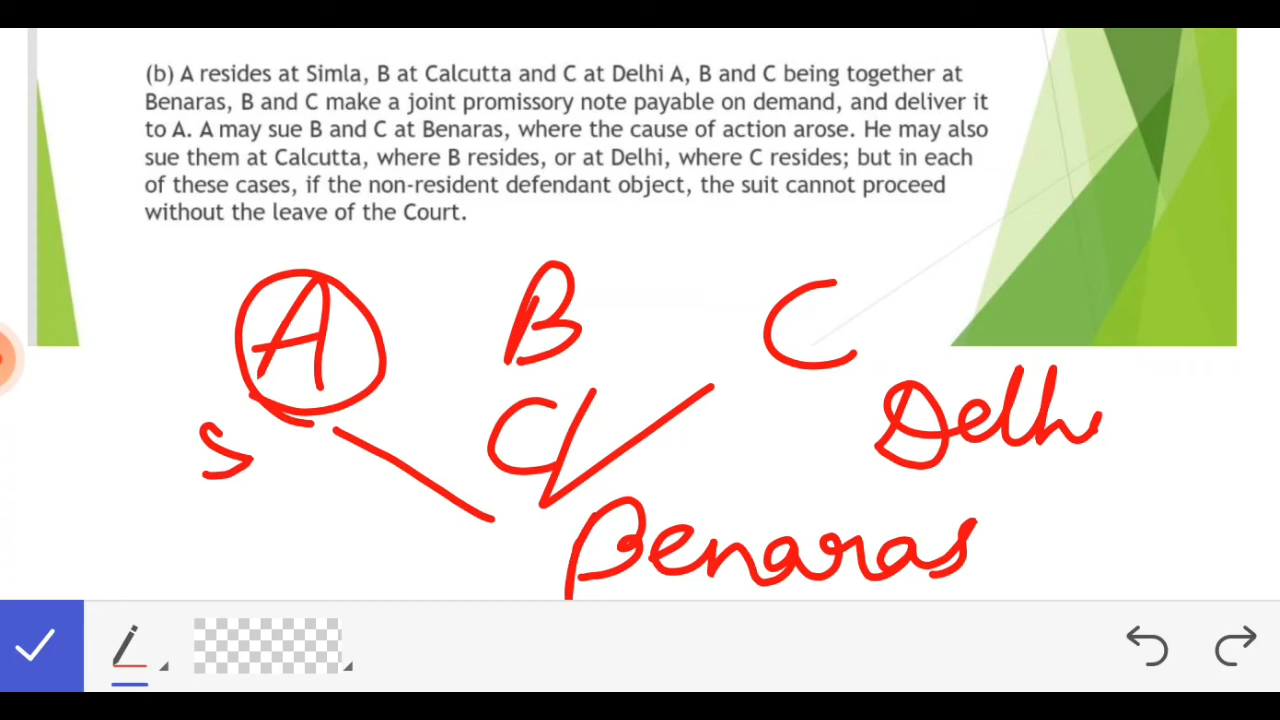 (b) A resides at Simla, B at Calcutta and C at Delhi A, B and C being together at
Benaras, B and C make a joint promissory note payable on demand, and deliver it
to A. A may sue B and C at Benaras, where the cause of action arose. He may also
sue them at Calcutta, where B resides, or at Delhi, where C resides; but in each
of these cases, if the non-resident defendant object, the suit cannot proceed
without the leave of the Court.
A B C
S C Delhi
Benaras